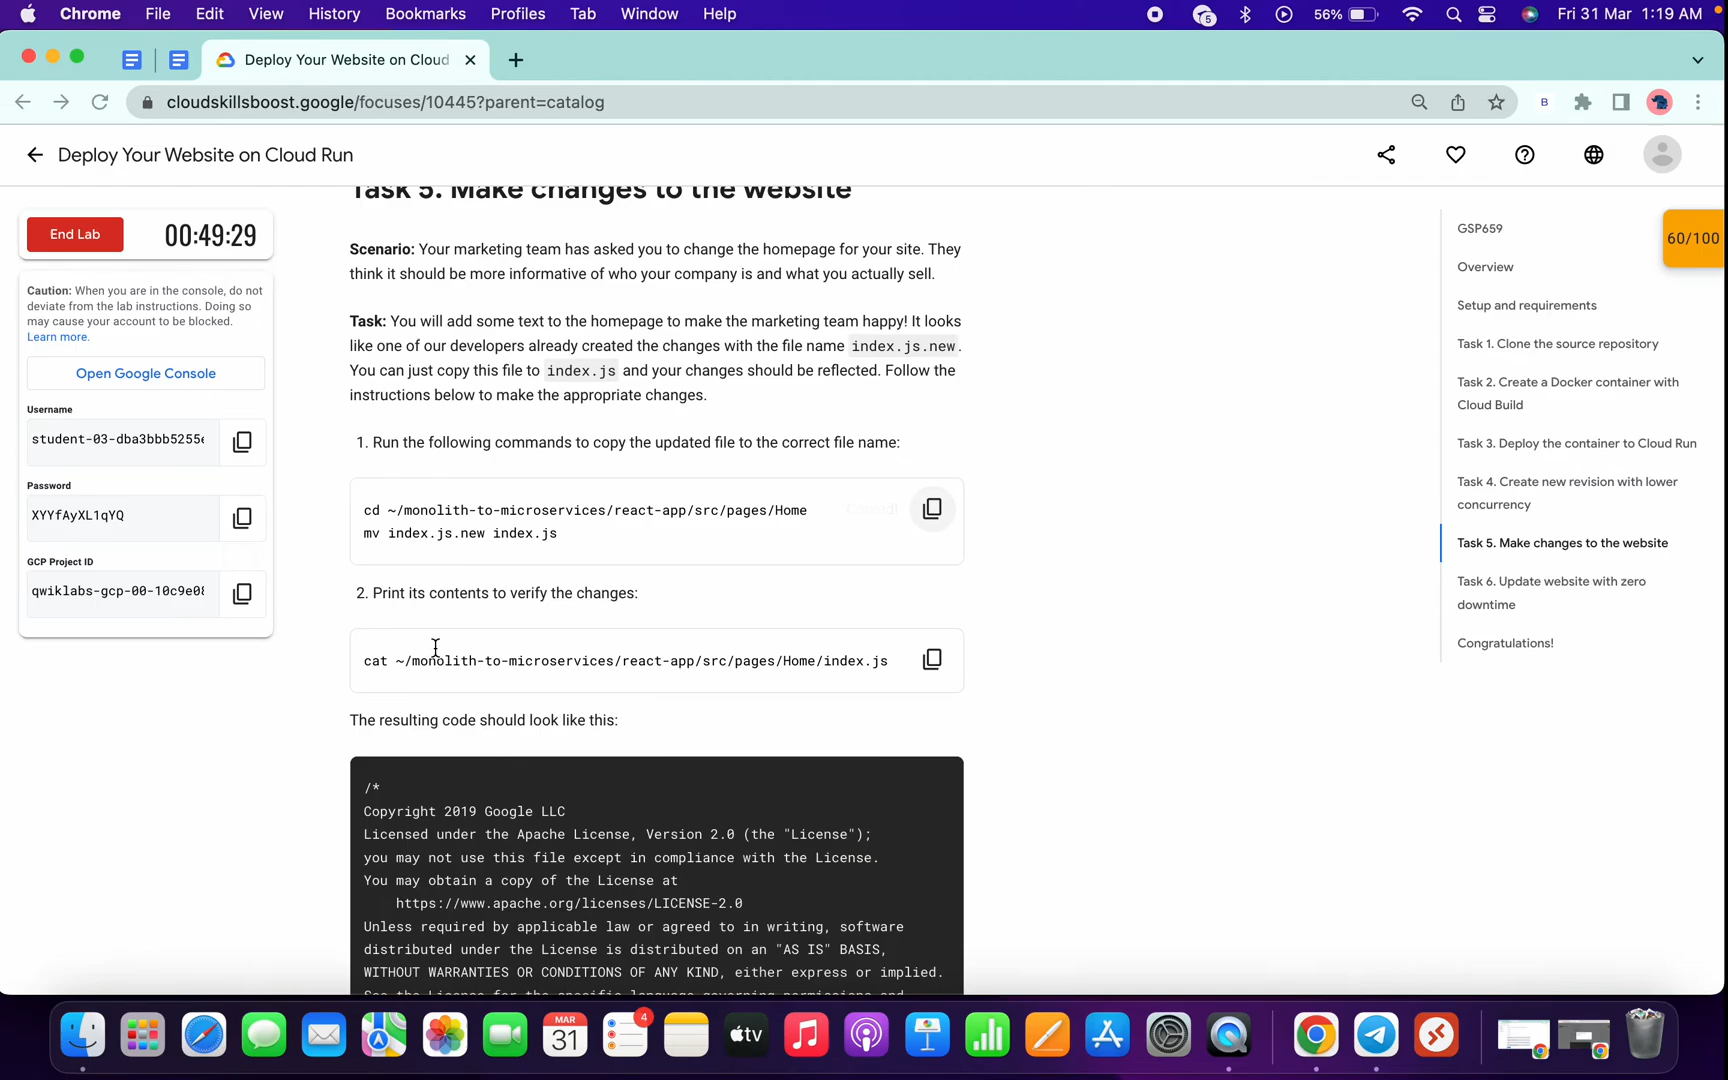 Chrome File Edit View History Bookmarks Profiles Tab Window Help
5 56% Fri 31 Mar 1:19 AM
Deploy Your Website on Cloud
cloudskillsboost.google/focuses/10445?parent=catalog
B
Deploy Your Website on Cloud Run
End Lab 00:49:29
Caution: When you are in the console, do not
deviate from the lab instructions. Doing so
may cause your account to be blocked.
Learn more.
Open Google Console
Username
student-03-dba3bbb5255
Password
XYYfAyXL1qYQ
GCP Project ID
qwiklabs-gcp-00-10c9e0
Task 5. Make changes to the website
Scenario: Your marketing team has asked you to change the homepage for your site. They
think it should be more informative of who your company is and what you actually sell.
Task: You will add some text to the homepage to make the marketing team happy! It looks
like one of our developers already created the changes with the file name index.js.new.
You can just copy this file to index.js and your changes should be reflected. Follow the
instructions below to make the appropriate changes.
1. Run the following commands to copy the updated file to the correct file name:
cd ~/monolith-to-microservices/react-app/src/pages/Home
mv index.js.new index.js
2. Print its contents to verify the changes:
cat ~/monolith-to-microservices/react-app/src/pages/Home/index.js
The resulting code should look like this:
/*
Copyright 2019 Google LLC
Licensed under the Apache License, Version 2.0 (the "License");
you may not use this file except in compliance with the License.
You may obtain a copy of the License at
https://www.apache.org/licenses/LICENSE-2.0
Unless required by applicable law or agreed to in writing, software
distributed under the License is distributed on an "AS IS" BASIS,
WITHOUT WARRANTIES OR CONDITIONS OF ANY KIND, either express or implied.
See the License for the specific language governing permissions and
GSP659
Overview
Setup and requirements
Task 1. Clone the source repository
Task 2. Create a Docker container with
Cloud Build
Task 3. Deploy the container to Cloud Run
Task 4. Create new revision with lower
concurrency
Task 5. Make changes to the website
Task 6. Update website with zero
downtime
Congratulations!
60/100
MAR
31
4
tv